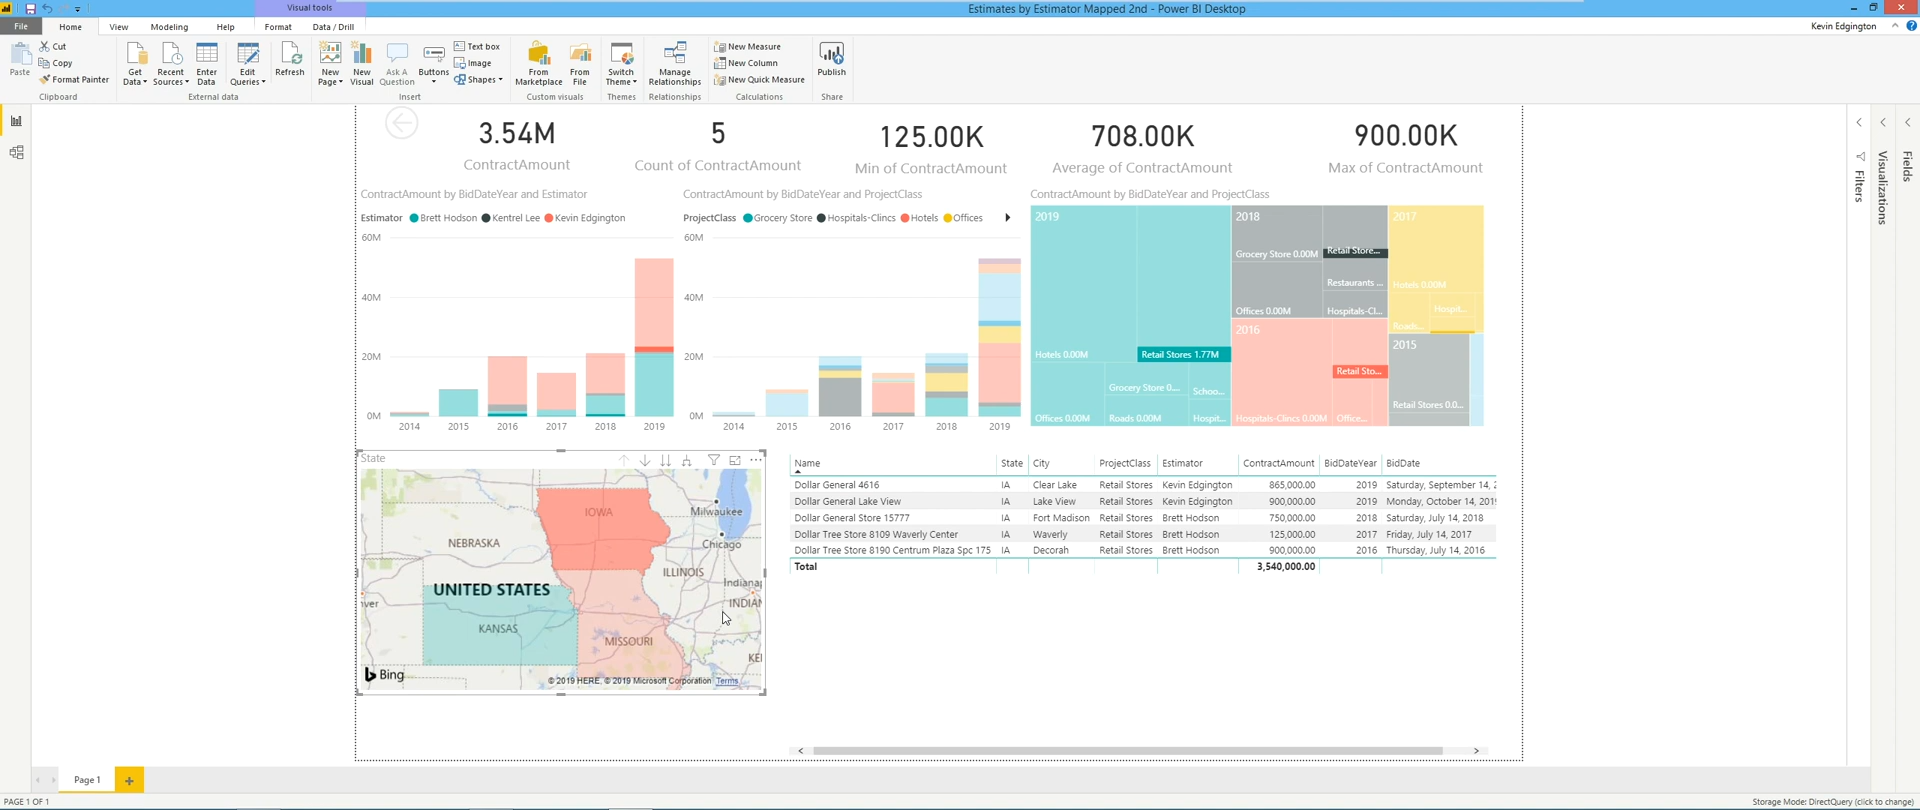 Visual tools
Estimates by Estimator Mapped 2nd - Power BI Desktop
File Home View Modeling Help Format Data / Drill
Kevin Edgington
Paste
Cut
Copy
Format Painter
Clipboard
Get Data
Recent Sources
Enter Data
Edit Queries
External data
Refresh
New Page
New Visual
Ask A Question
Buttons
Text box
Image
Shapes
Insert
From Marketplace
From File
Custom visuals
Switch Theme
Themes
Manage Relationships
Relationships
New Measure
New Column
New Quick Measure
Calculations
Publish
Share
3.54M
ContractAmount
5
Count of ContractAmount
125.00K
Min of ContractAmount
708.00K
Average of ContractAmount
900.00K
Max of ContractAmount
Filters
Visualizations
Fields
ContractAmount by BidDateYear and Estimator
Estimator Brett Hodson Kentrel Lee Kevin Edgington
60M
40M
20M
0M
2014 2015 2016 2017 2018 2019
ContractAmount by BidDateYear and ProjectClass
ProjectClass Grocery Store Hospitals-Clincs Hotels Offices
60M
40M
20M
0M
2014 2015 2016 2017 2018 2019
ContractAmount by BidDateYear and ProjectClass
2019
Hotels 0.00M
Retail Stores 1.77M
Offices 0.00M
Grocery Store 0....
Roads 0.00M
Schoo...
Hospit...
2018
Grocery Store 0.00M
Retail Store...
Restaurants ...
Offices 0.00M
Hospitals-Cl...
2016
Retail Sto...
Hospitals-Clincs 0.00M
Office...
2017
Hotels 0.00M
Hospit...
Roads...
2015
Retail Stores 0.0...
State
IOWA
NEBRASKA
Milwaukee
Chicago
ILLINOIS
UNITED STATES
Indianap
INDIAN
ver
KANSAS
MISSOURI
KE
Bing
© 2019 HERE, © 2019 Microsoft Corporation Terms
Name State City ProjectClass Estimator ContractAmount BidDateYear BidDate
Dollar General 4616 IA Clear Lake Retail Stores Kevin Edgington 865,000.00 2019 Saturday, September 14, 2
Dollar General Lake View IA Lake View Retail Stores Kevin Edgington 900,000.00 2019 Monday, October 14, 2019
Dollar General Store 15777 IA Fort Madison Retail Stores Brett Hodson 750,000.00 2018 Saturday, July 14, 2018
Dollar Tree Store 8109 Waverly Center IA Waverly Retail Stores Brett Hodson 125,000.00 2017 Friday, July 14, 2017
Dollar Tree Store 8190 Centrum Plaza Spc 175 IA Decorah Retail Stores Brett Hodson 900,000.00 2016 Thursday, July 14, 2016
Total 3,540,000.00
Page 1
PAGE 1 OF 1
Storage Mode: DirectQuery (click to change)